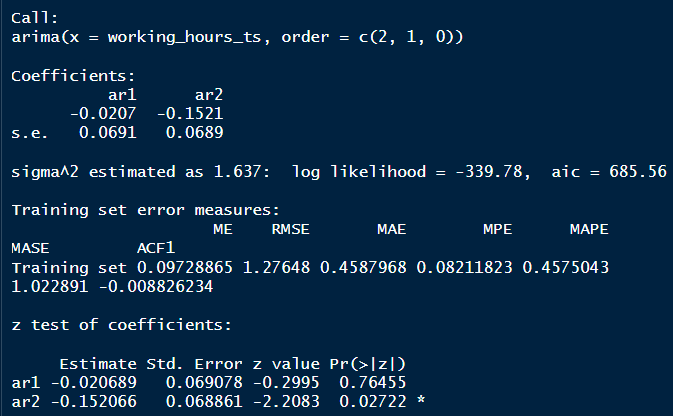 Call:
arima(x = working_hours_ts, order = c(2, 1, 0))
Coefficients:
ar1 ar2
-0.0207 -0.1521
s.e. 0.0691 0.0689
sigma^2 estimated as 1.637: log likelihood = -339.78, aic = 685.56
Training set error measures:
ME RMSE MAE MPE MAPE
MASE ACF1
Training set 0.09728865 1.27648 0.4587968 0.08211823 0.4575043
1.022891 -0.008826234
z test of coefficients:
Estimate Std. Error z value Pr(>|z|)
ar1 -0.020689 0.069078 -0.2995 0.76455
ar2 -0.152066 0.068861 -2.2083 0.02722 *